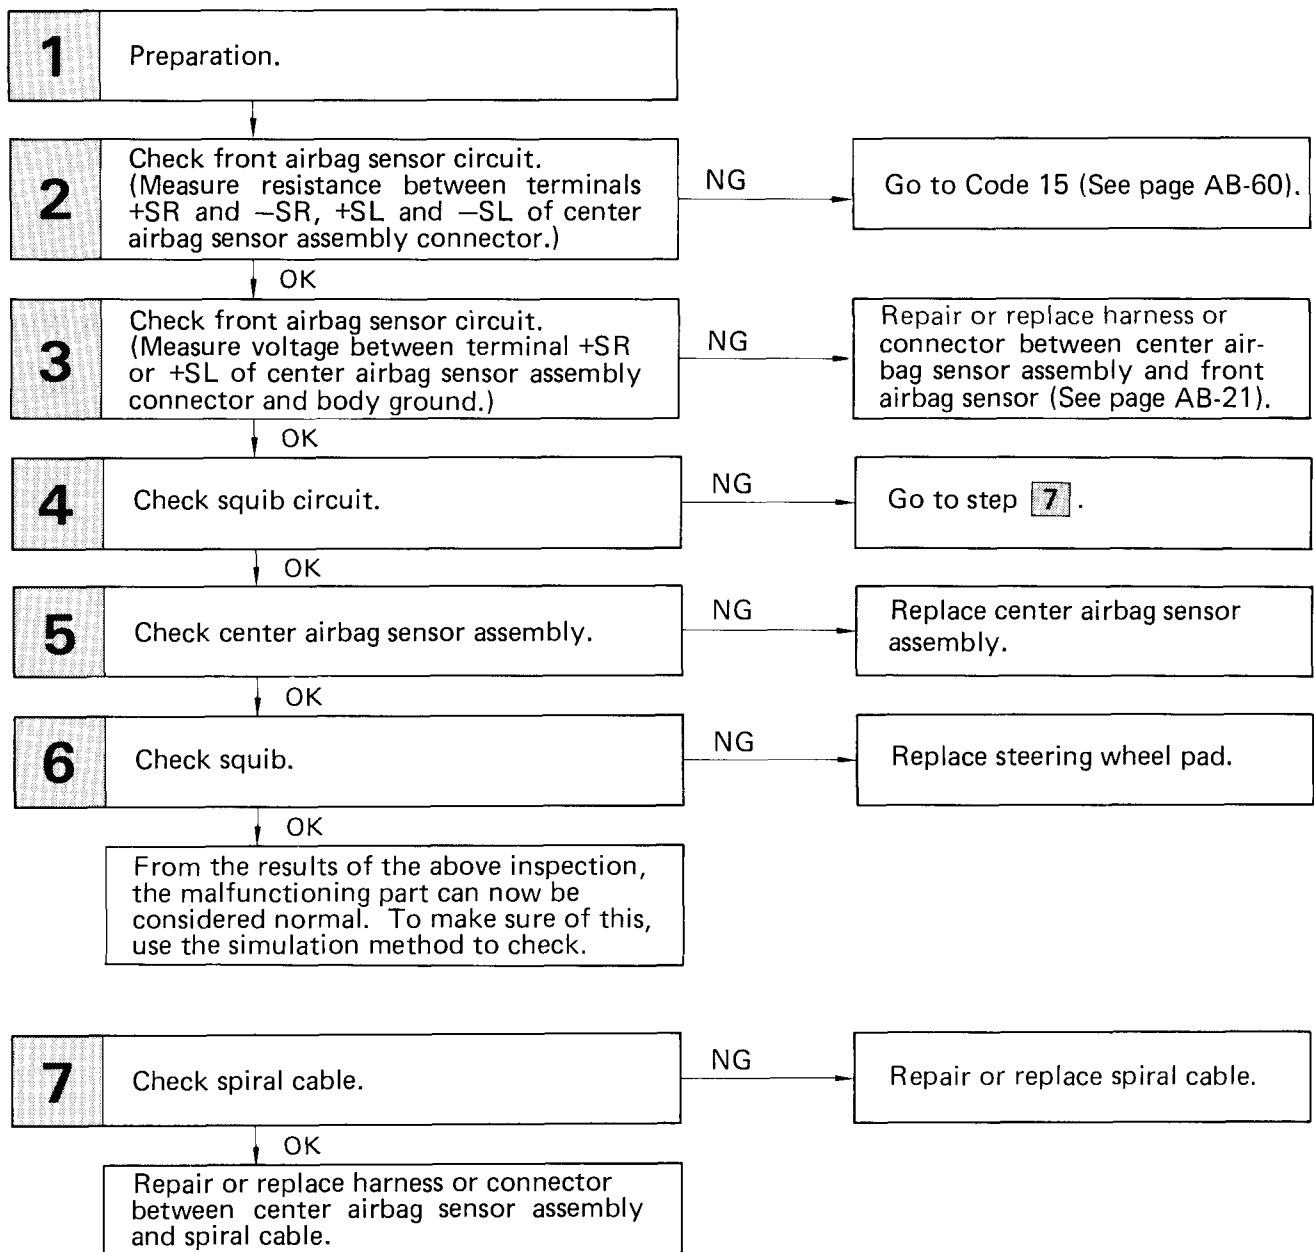 1
Preparation.
2
Check front airbag sensor circuit.
(Measure resistance between terminals
+SR and —SR, +SL and —SL of center
airbag sensor assembly connector.)
NG
Go to Code 15 (See page AB-60).
OK
3
Check front airbag sensor circuit.
(Measure voltage between terminal +SR
or +SL of center airbag sensor assembly
connector and body ground.)
NG
Repair or replace harness or
connector between center air-
bag sensor assembly and front
airbag sensor (See page AB-21).
OK
4
Check squib circuit.
NG
Go to step 7 .
OK
5
Check center airbag sensor assembly.
NG
Replace center airbag sensor
assembly.
OK
6
Check squib.
NG
Replace steering wheel pad.
OK
From the results of the above inspection,
the malfunctioning part can now be
considered normal. To make sure of this,
use the simulation method to check.
7
Check spiral cable.
NG
Repair or replace spiral cable.
OK
Repair or replace harness or connector
between center airbag sensor assembly
and spiral cable.